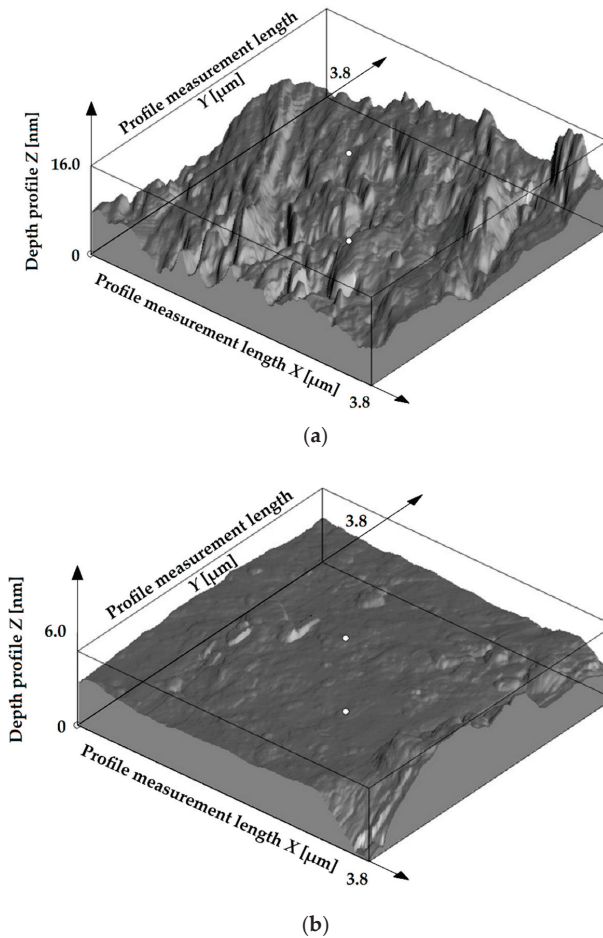 Profile measurement length
Y [μm]
3.8
Depth profile Z [nm]
16.0
0
Profile measurement length X [μm]
3.8
(a)
Profile measurement length
Y [μm]
3.8
Depth profile Z [nm]
6.0
0
Profile measurement length X [μm]
3.8
(b)